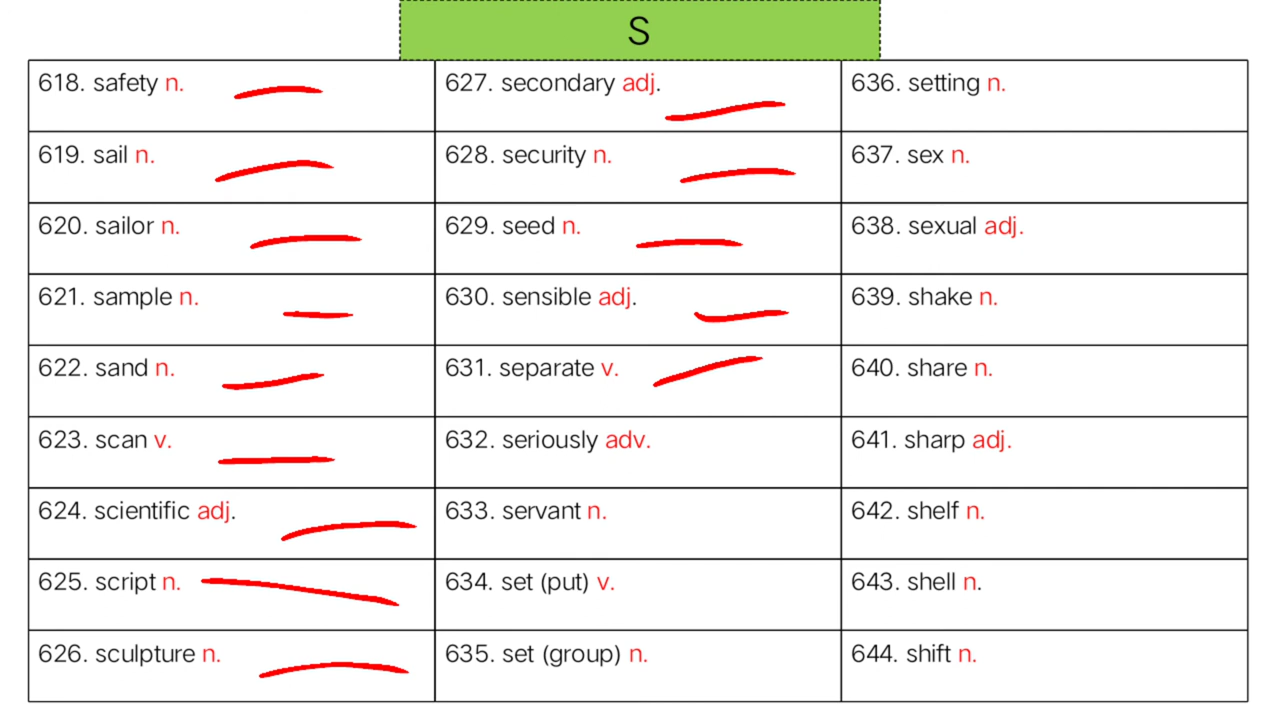 S
618. safety n.
627. secondary adj.
636. setting n.
619. sail n.
628. security n.
637. sex n.
620. sailor n.
629. seed n.
638. sexual adj.
621. sample n.
630. sensible adj.
639. shake n.
622. sand n.
631. separate v.
640. share n.
623. scan v.
632. seriously adv.
641. sharp adj.
624. scientific adj.
633. servant n.
642. shelf n.
625. script n.
634. set (put) v.
643. shell n.
626. sculpture n.
635. set (group) n.
644. shift n.